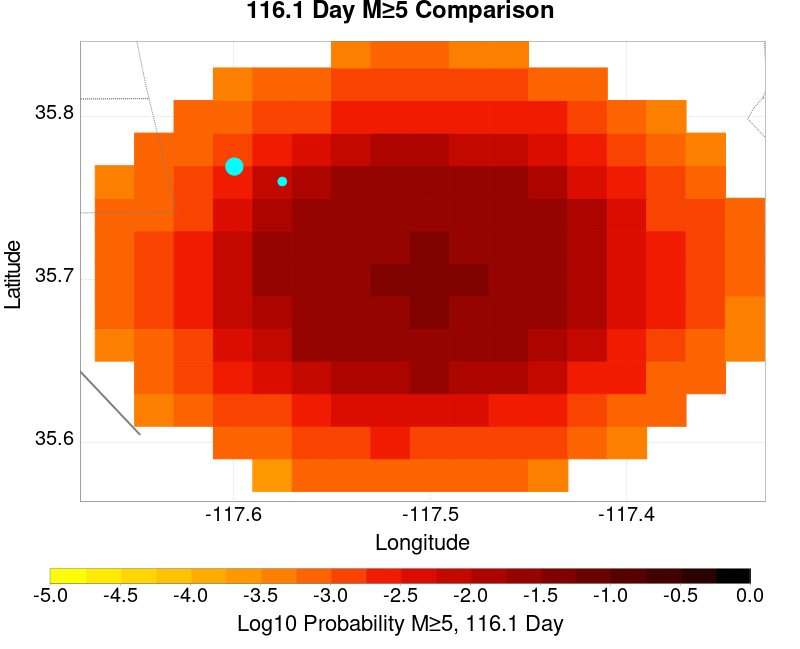 116.1 Day M≥5 Comparison
35.8
35.7
35.6
Latitude
-117.6 -117.5 -117.4
Longitude
-5.0 -4.5 -4.0 -3.5 -3.0 -2.5 -2.0 -1.5 -1.0 -0.5 0.0
Log10 Probability M≥5, 116.1 Day